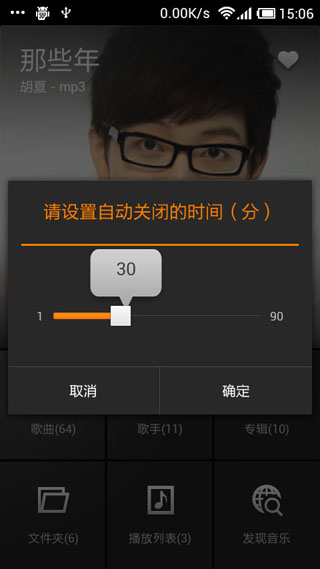 0.00K/s 15:06
那些年
胡夏 - mp3
请设置自动关闭的时间（分）
30
1 90
取消 确定
歌曲(64) 歌手(11) 专辑(10)
文件夹(6) 播放列表(3) 发现音乐